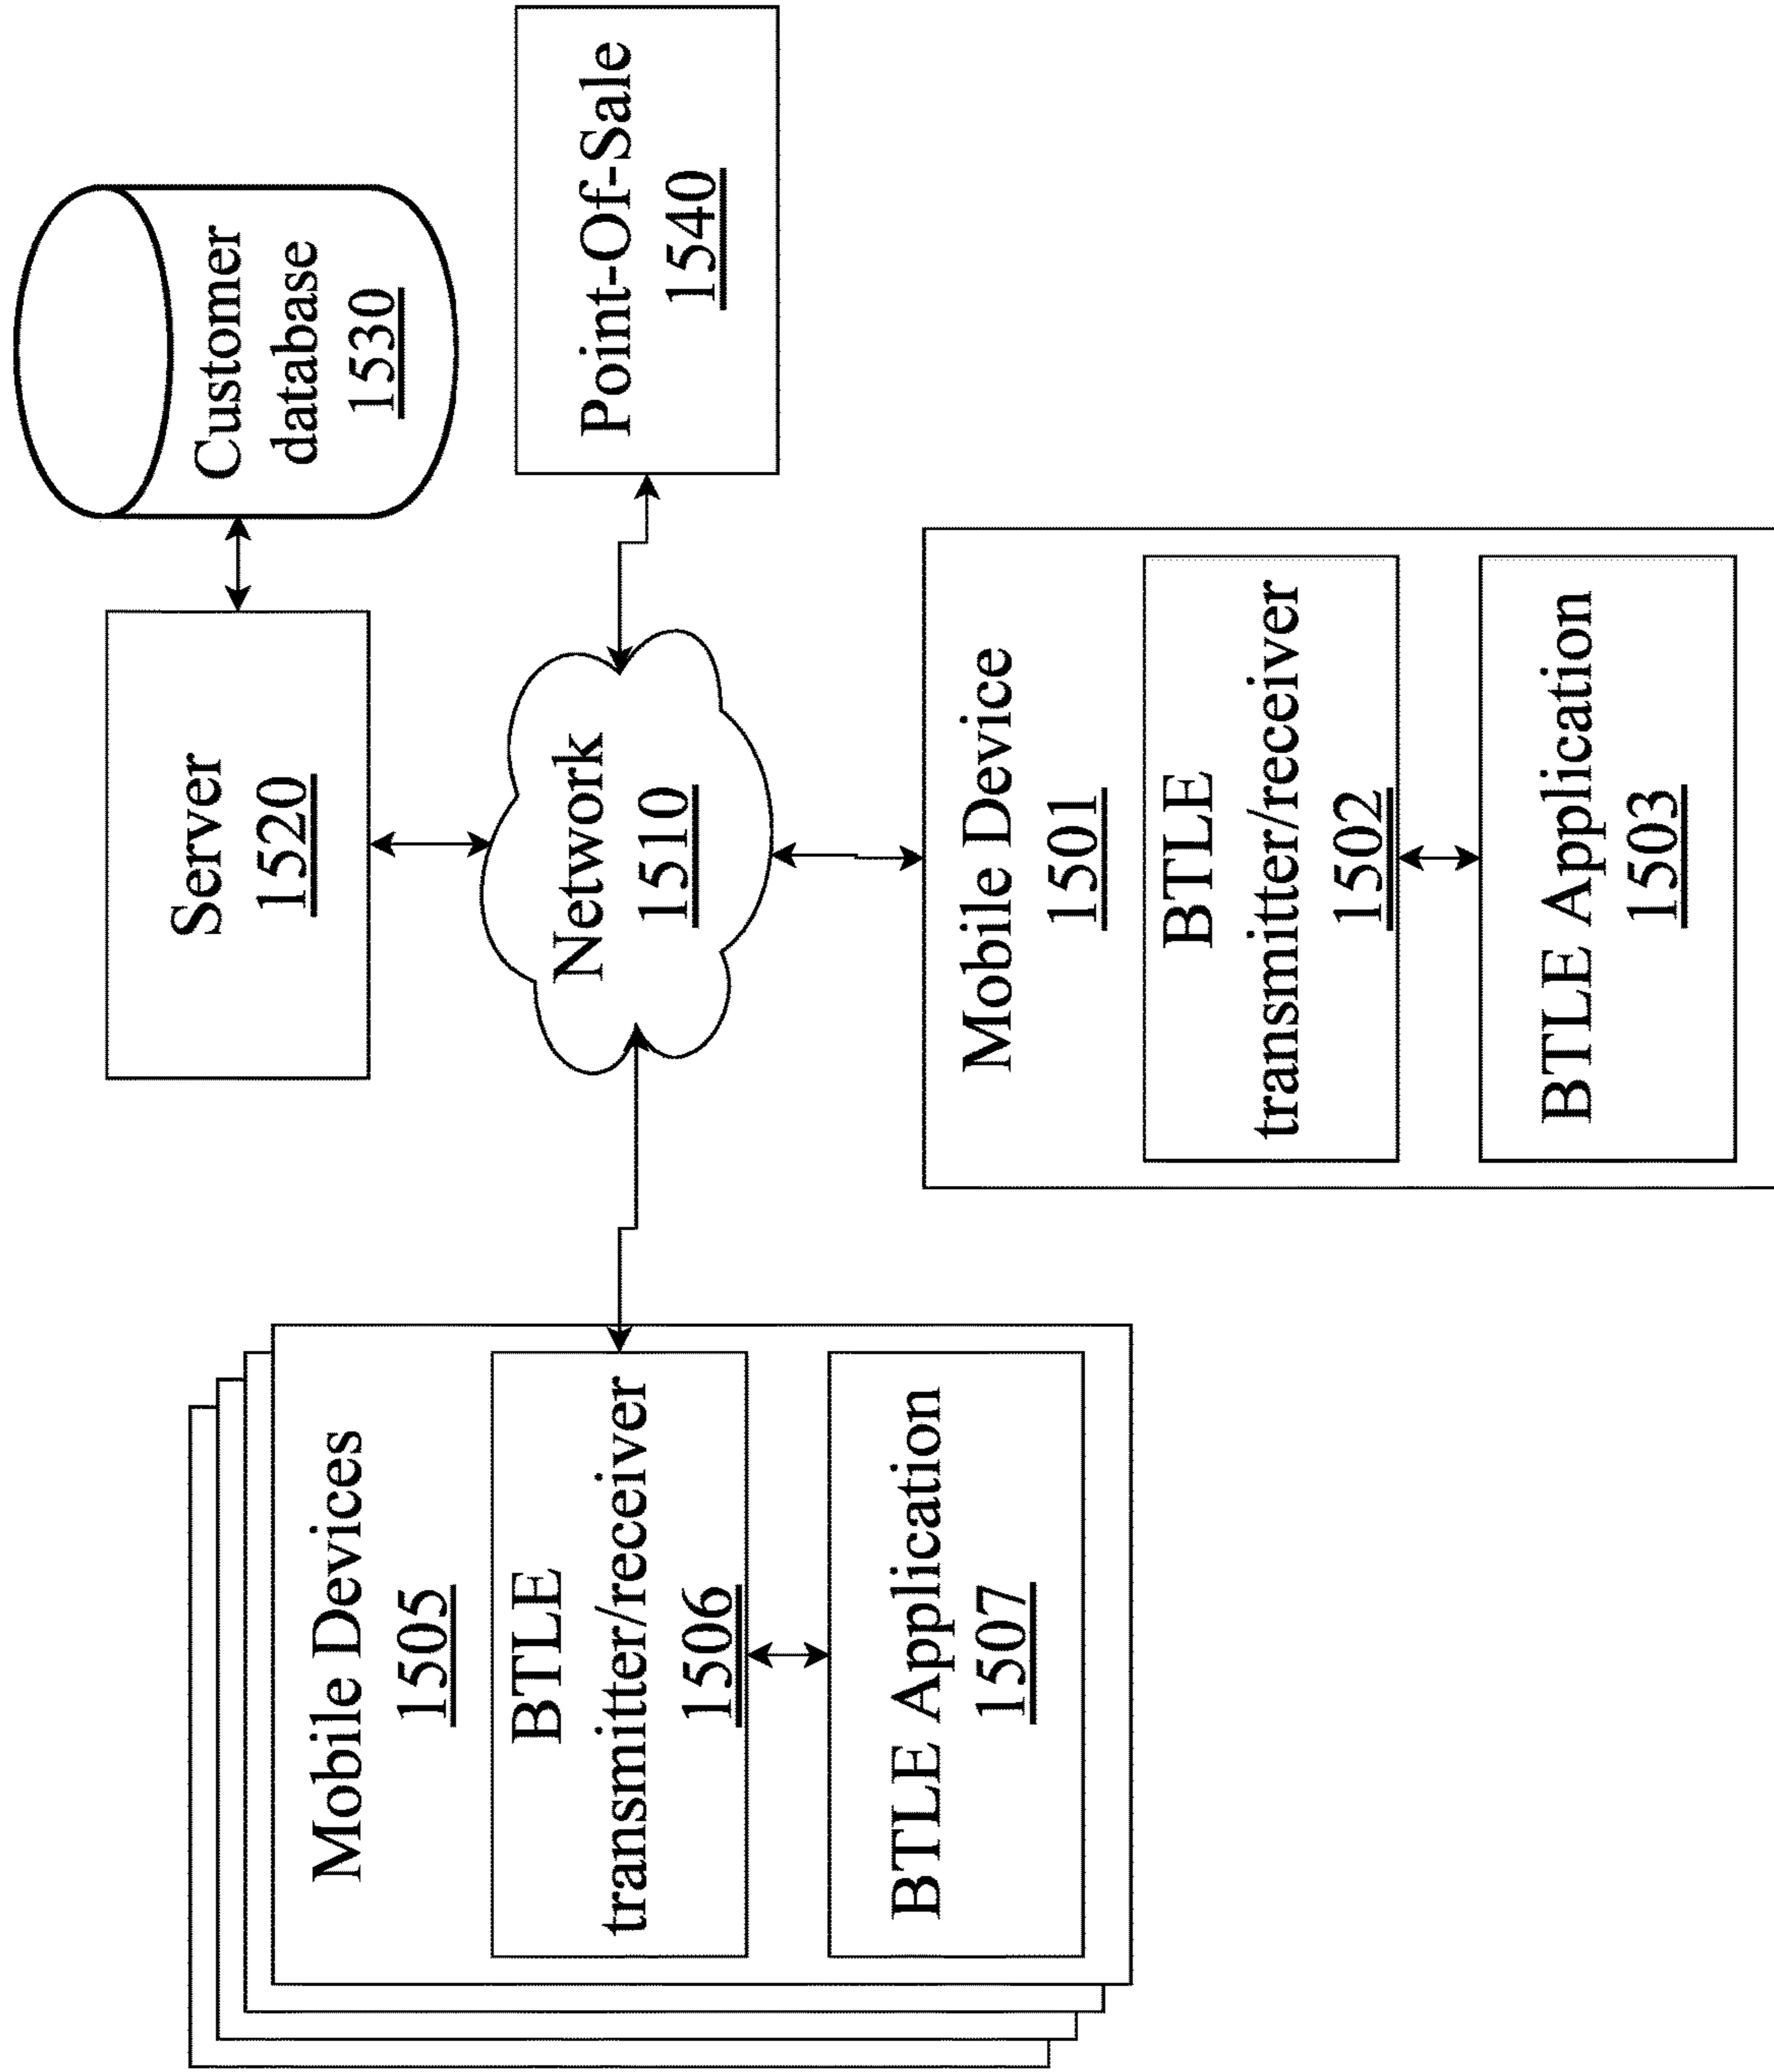 Mobile Devices
1505
BTLE
transmitter/receiver
1506
BTLE Application
1507
Server
1520
Network
1510
Mobile Device
1501
BTLE
transmitter/receiver
1502
BTLE Application
1503
Customer
database
1530
Point-Of-Sale
1540